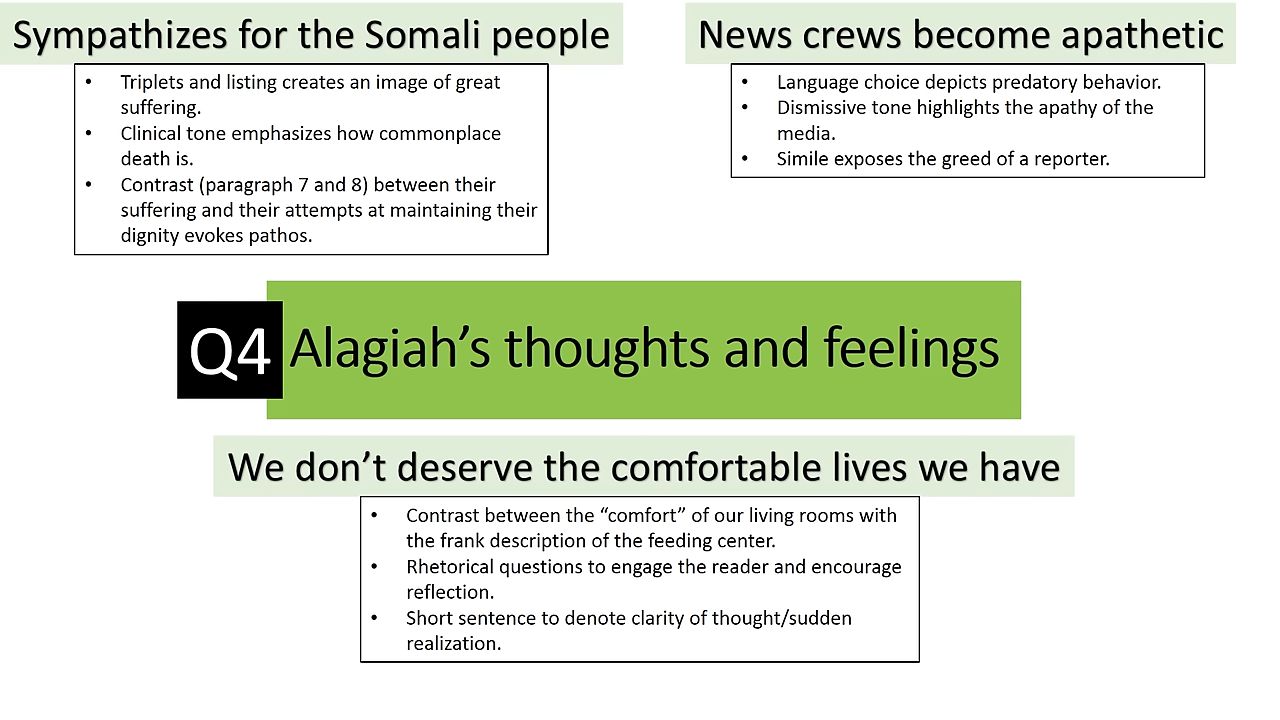 Sympathizes for the Somali people
• Triplets and listing creates an image of great
suffering.
• Clinical tone emphasizes how commonplace
death is.
• Contrast (paragraph 7 and 8) between their
suffering and their attempts at maintaining their
dignity evokes pathos.
News crews become apathetic
• Language choice depicts predatory behavior.
• Dismissive tone highlights the apathy of the
media.
• Simile exposes the greed of a reporter.
Q4 Alagiah’s thoughts and feelings
We don’t deserve the comfortable lives we have
• Contrast between the “comfort” of our living rooms with
the frank description of the feeding center.
• Rhetorical questions to engage the reader and encourage
reflection.
• Short sentence to denote clarity of thought/sudden
realization.